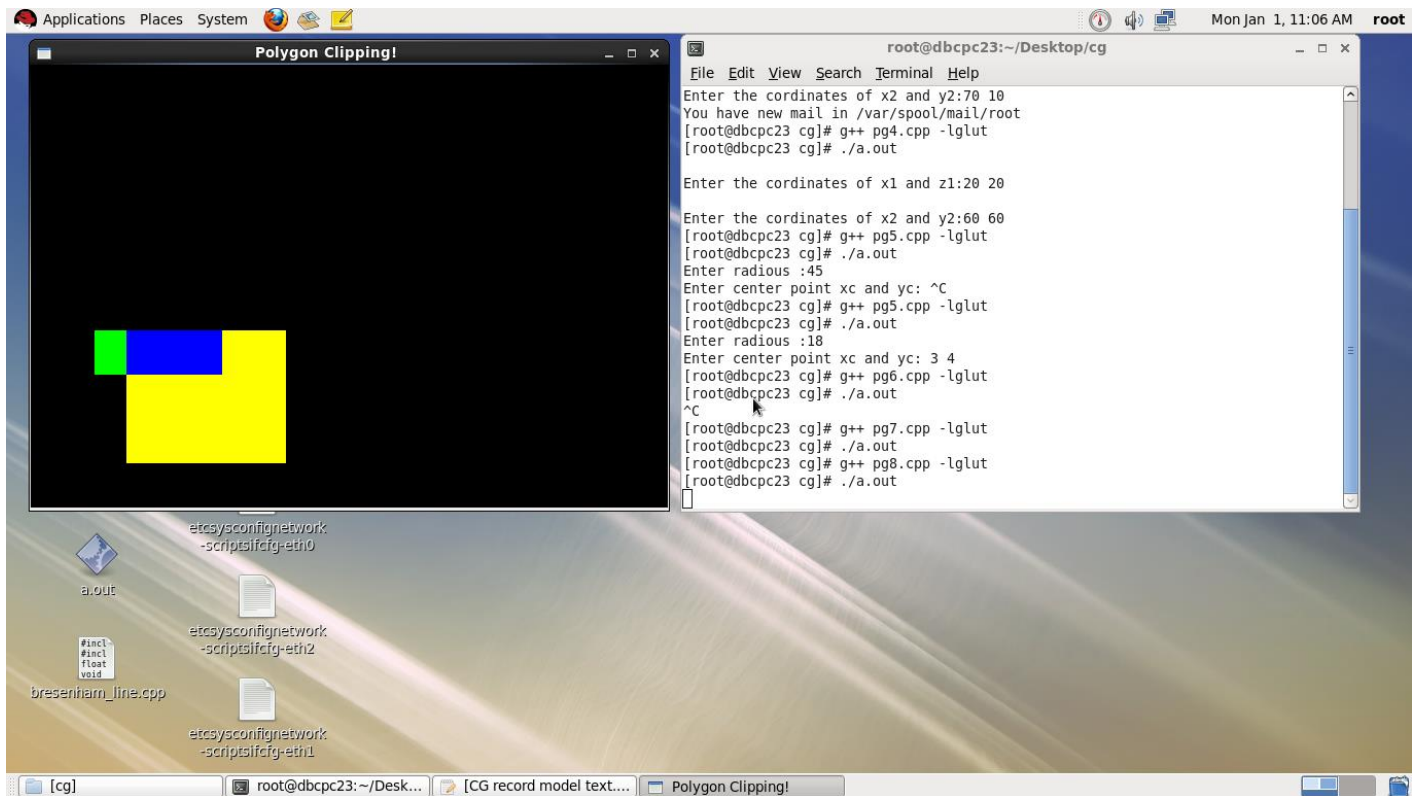 Applications Places System Mon Jan 1, 11:06 AM root
Polygon Clipping!
root@dbcpc23:~/Desktop/cg
File Edit View Search Terminal Help
Enter the cordinates of x2 and y2:70 10
You have new mail in /var/spool/mail/root
[root@dbcpc23 cg]# g++ pg4.cpp -lglut
[root@dbcpc23 cg]# ./a.out
Enter the cordinates of x1 and z1:20 20
Enter the cordinates of x2 and y2:60 60
[root@dbcpc23 cg]# g++ pg5.cpp -lglut
[root@dbcpc23 cg]# ./a.out
Enter radious :45
Enter center point xc and yc: ^C
[root@dbcpc23 cg]# g++ pg5.cpp -lglut
[root@dbcpc23 cg]# ./a.out
Enter radious :18
Enter center point xc and yc: 3 4
[root@dbcpc23 cg]# g++ pg6.cpp -lglut
[root@dbcpc23 cg]# ./a.out
^C
[root@dbcpc23 cg]# g++ pg7.cpp -lglut
[root@dbcpc23 cg]# ./a.out
[root@dbcpc23 cg]# g++ pg8.cpp -lglut
[root@dbcpc23 cg]# ./a.out
etcsysconfignetwork
-scriptsifcfg-eth0
a.out
etcsysconfignetwork
-scriptsifcfg-eth2
#incl
#incl
float
void
bresenham_line.cpp
etcsysconfignetwork
-scriptsifcfg-eth1
[cg]
root@dbcpc23:~/Desk...
[CG record model text....
Polygon Clipping!